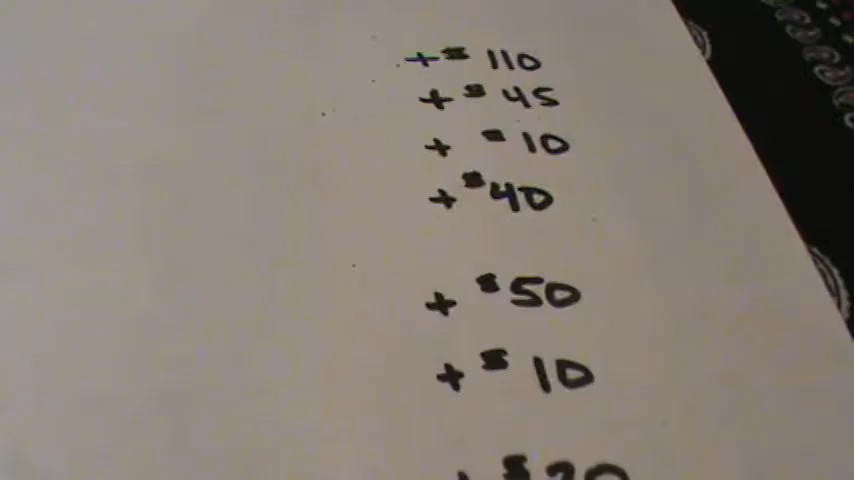 + $ 110
+ $ 45
+ $ 10
+ $ 40
+ $ 50
+ $ 10